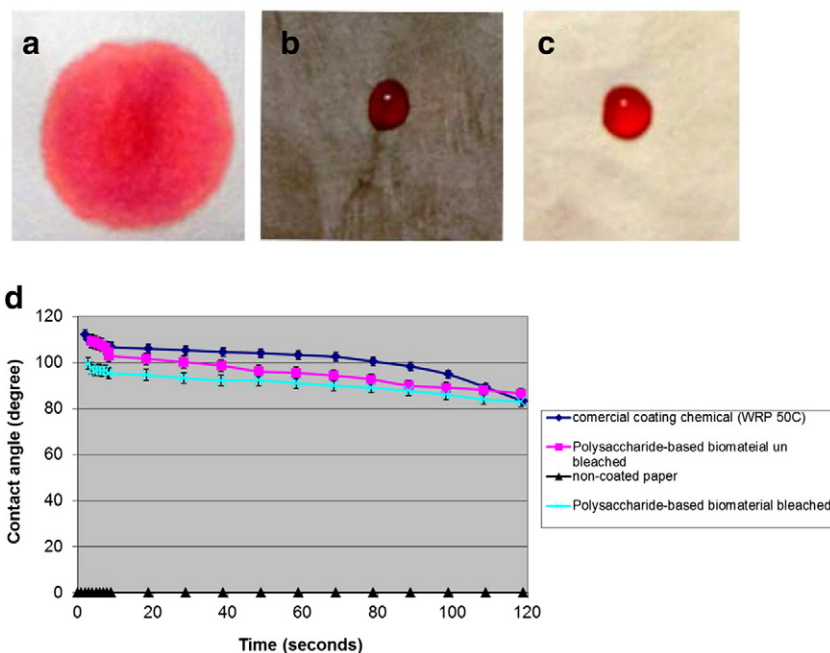 a
b
c
d
120
100
80
60
40
20
0
Contact angle (degree)
0
20
40
60
80
100
120
Time (seconds)
comercial coating chemical (WRP 50C)
Polysaccharide-based biomateial un
bleached
non-coated paper
Polysaccharide-based biomaterial bleached